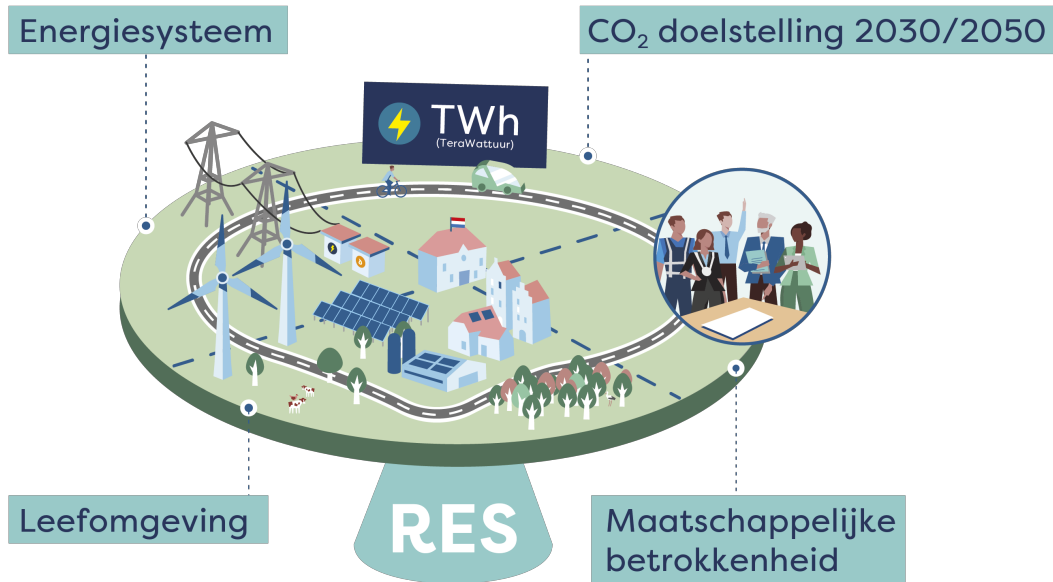 Energiesysteem
CO₂ doelstelling 2030/2050
TWh
(TeraWattuur)
Leefomgeving
RES
Maatschappelijke
betrokkenheid